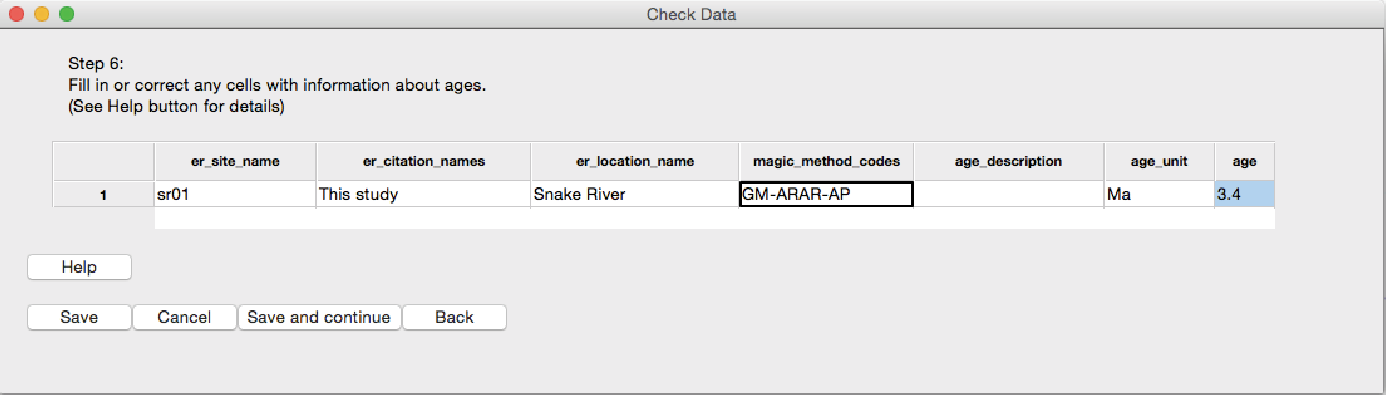 Check Data
Step 6:
Fill in or correct any cells with information about ages.
(See Help button for details)
er_site_name er_citation_names er_location_name magic_method_codes age_description age_unit age
1 sr01 This study Snake River GM-ARAR-AP Ma 3.4
Help
Save Cancel Save and continue Back